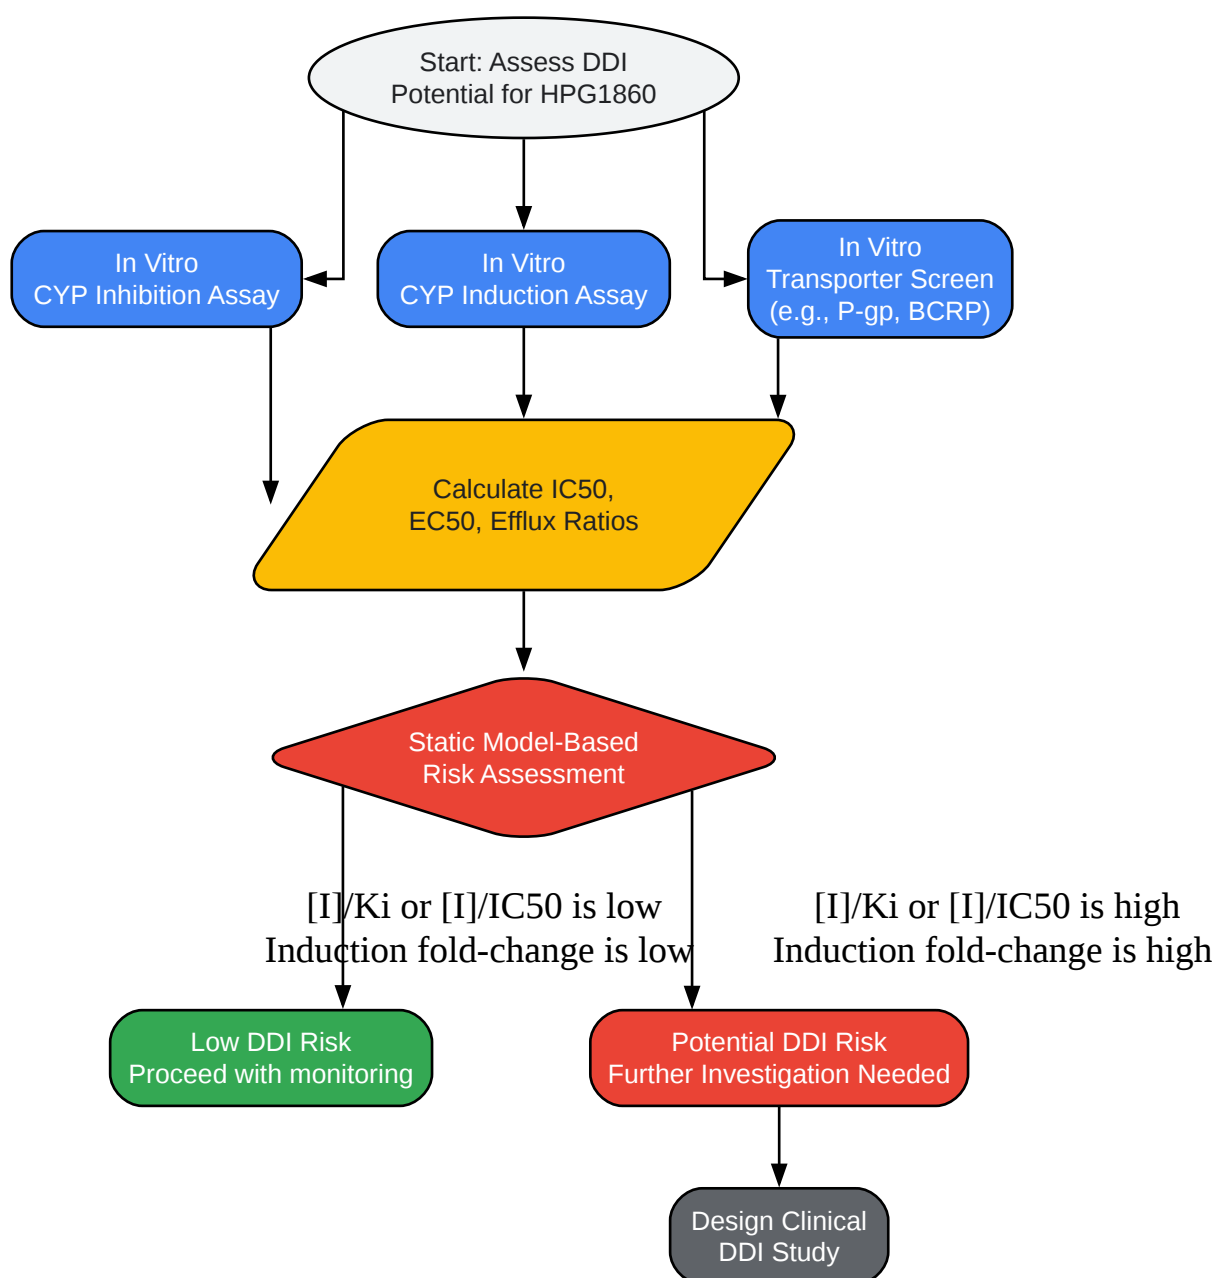 Start: Assess DDI
Potential for HPG1860
In Vitro
CYP Inhibition Assay
In Vitro
CYP Induction Assay
In Vitro
Transporter Screen
(e.g., P-gp, BCRP)
Calculate IC50,
EC50, Efflux Ratios
Static Model-Based
Risk Assessment
[I]/Ki or [I]/IC50 is low
Induction fold-change is low
[I]/Ki or [I]/IC50 is high
Induction fold-change is high
Low DDI Risk
Proceed with monitoring
Potential DDI Risk
Further Investigation Needed
Design Clinical
DDI Study